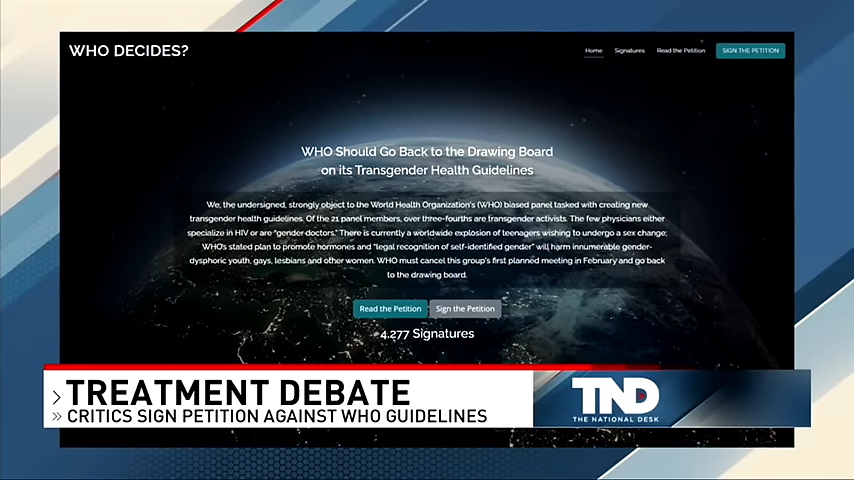 WHO DECIDES?
Home Signatures Read the Petition SIGN THE PETITION
WHO Should Go Back to the Drawing Board
on its Transgender Health Guidelines
We, the undersigned, strongly object to the World Health Organization's (WHO) biased panel tasked with creating new
transgender health guidelines. Of the 21 panel members, over three-fourths are transgender activists. The few physicians either
specialize in HIV or are "gender-doctors." There is currently a worldwide explosion of teenagers wishing to undergo a sex change;
WHO's stated plan to promote hormones and "legal recognition of self-identified gender" will harm innumerable gender-
dysphoric youth, gays, lesbians and other women. WHO must cancel this group's first planned meeting in February and go back
to the drawing board.
Read the Petition Sign the Petition
4,277 Signatures
TREATMENT DEBATE
CRITICS SIGN PETITION AGAINST WHO GUIDELINES
TND
THE NATIONAL DESK